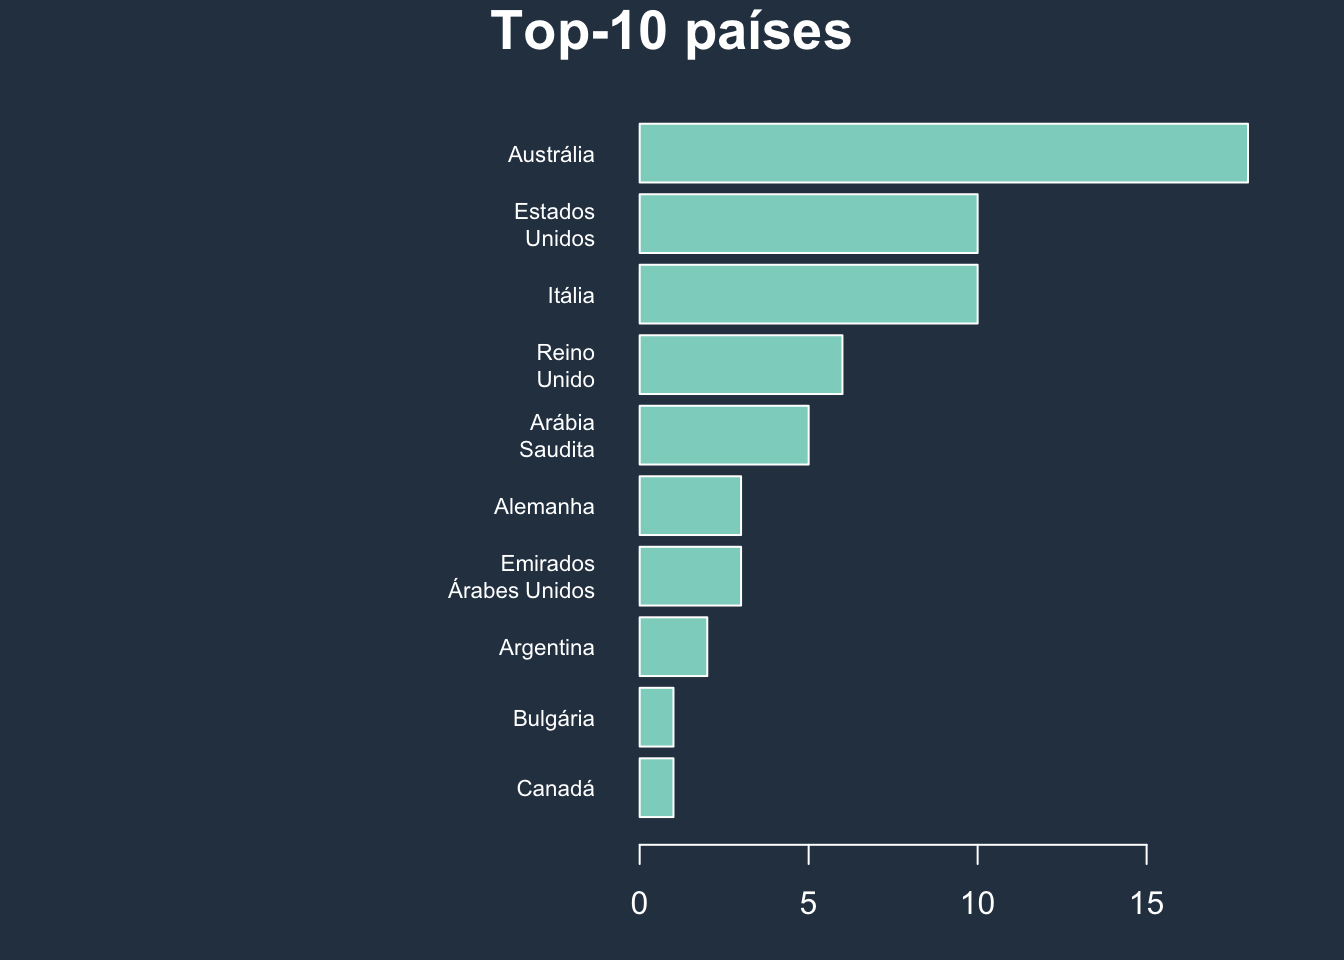 Top-10 países
Austrália
Estados
Unidos
Itália
Reino
Unido
Arábia
Saudita
Alemanha
Emirados
Árabes Unidos
Argentina
Bulgária
Canadá
0 5 10 15